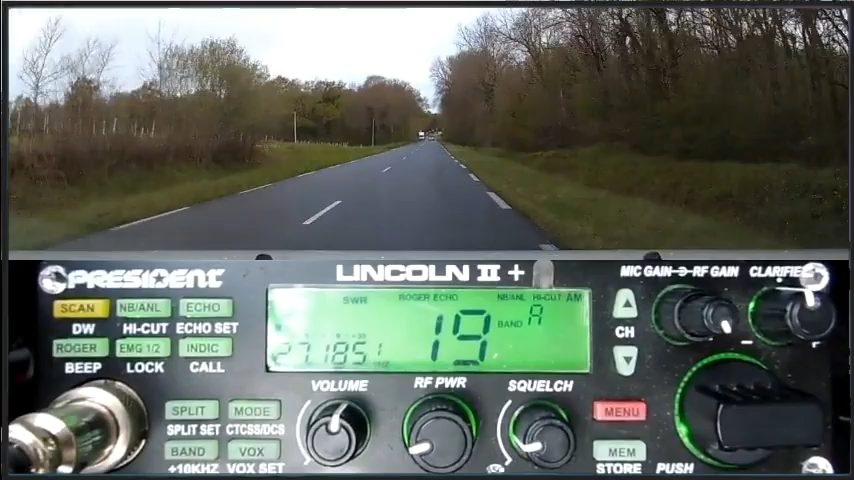 PRESIDENT LINCOLN II + MIC GAIN RF GAIN CLARIFIER
SCAN NB/ANL ECHO SWR ROGER ECHO NB/ANL HI-CUT AM
DW HI-CUT ECHO SET 19 BAND A CH
ROGER EMG 1/2 INDIC 27.1851
BEEP LOCK CALL
VOLUME RF PWR SQUELCH
SPLIT MODE MENU
SPLIT SET CTCSS/DCS
BAND VOX MEM
+10KHZ VOX SET STORE PUSH